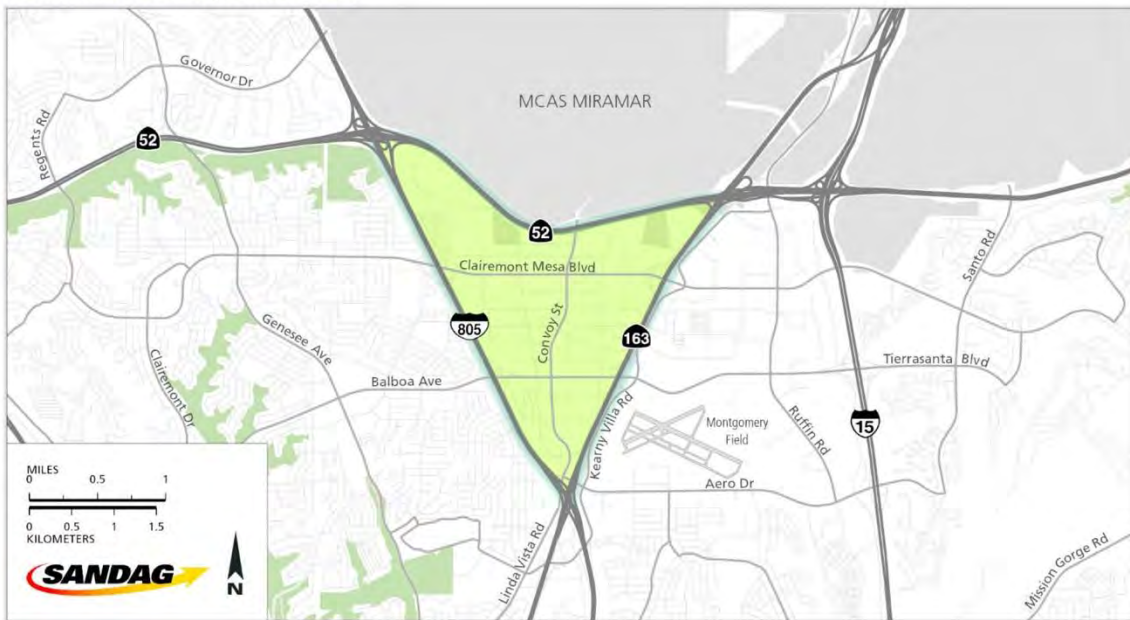 Governor Dr
MCAS MIRAMAR
Regents Rd
52
52
Santo Rd
Clairemont Mesa Blvd
Convoy St
805
163
Genesee Ave
Clairemont Dr
Tierrasanta Blvd
Balboa Ave
Kearny Villa Rd
Montgomery
Field
Ruffin Rd
15
Aero Dr
Linda Vista Rd
Mission Gorge Rd
MILES
0 0.5 1
0 0.5 1 1.5
KILOMETERS
SANDAG
N